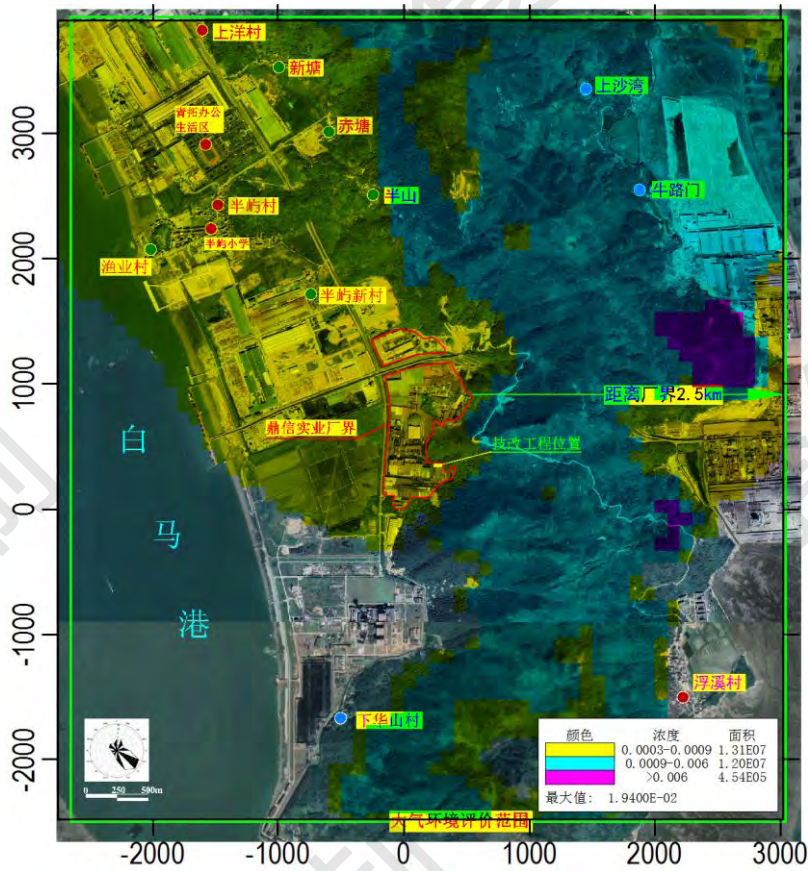 上洋村
新塘
上沙湾
青拓办公
生活区
赤塘
3000
半山
牛路门
半屿村
半屿小学
渔业村
2000
半屿新村
1000
距离厂界2.5km
鼎信实业厂界
技改工程位置
白
马
港
0
-1000
浮溪村
下华山村
-2000
0 250 500m
颜色 浓度 面积
0.0003-0.0009 1.31E07
0.0009-0.006 1.20E07
>0.006 4.54E05
最大值: 1.9400E-02
大气环境评价范围
-2000 -1000 0 1000 2000 3000